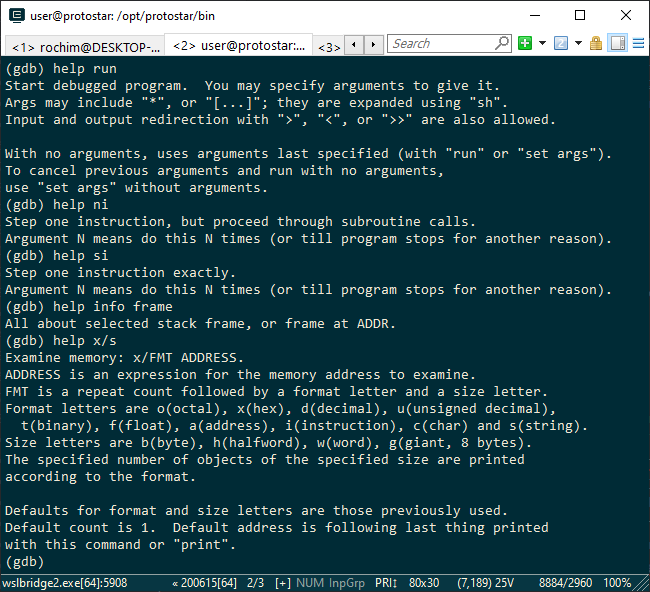 user@protostar: /opt/protostar/bin
<1> rochim@DESKTOP-... <2> user@protostar:... <3> Search
(gdb) help run
Start debugged program.  You may specify arguments to give it.
Args may include "*", or "[...]"; they are expanded using "sh".
Input and output redirection with ">", "<", or ">>" are also allowed.

With no arguments, uses arguments last specified (with "run" or "set args").
To cancel previous arguments and run with no arguments,
use "set args" without arguments.
(gdb) help ni
Step one instruction, but proceed through subroutine calls.
Argument N means do this N times (or till program stops for another reason).
(gdb) help si
Step one instruction exactly.
Argument N means do this N times (or till program stops for another reason).
(gdb) help info frame
All about selected stack frame, or frame at ADDR.
(gdb) help x/s
Examine memory: x/FMT ADDRESS.
ADDRESS is an expression for the memory address to examine.
FMT is a repeat count followed by a format letter and a size letter.
Format letters are o(octal), x(hex), d(decimal), u(unsigned decimal),
  t(binary), f(float), a(address), i(instruction), c(char) and s(string).
Size letters are b(byte), h(halfword), w(word), g(giant, 8 bytes).
The specified number of objects of the specified size are printed
according to the format.

Defaults for format and size letters are those previously used.
Default count is 1.  Default address is following last thing printed
with this command or "print".
(gdb)
wslbridge2.exe[64]:5908 « 200615[64] 2/3 [+] NUM InpGrp PRI↕ 80x30 (7,189) 25V 8884/2960 100%